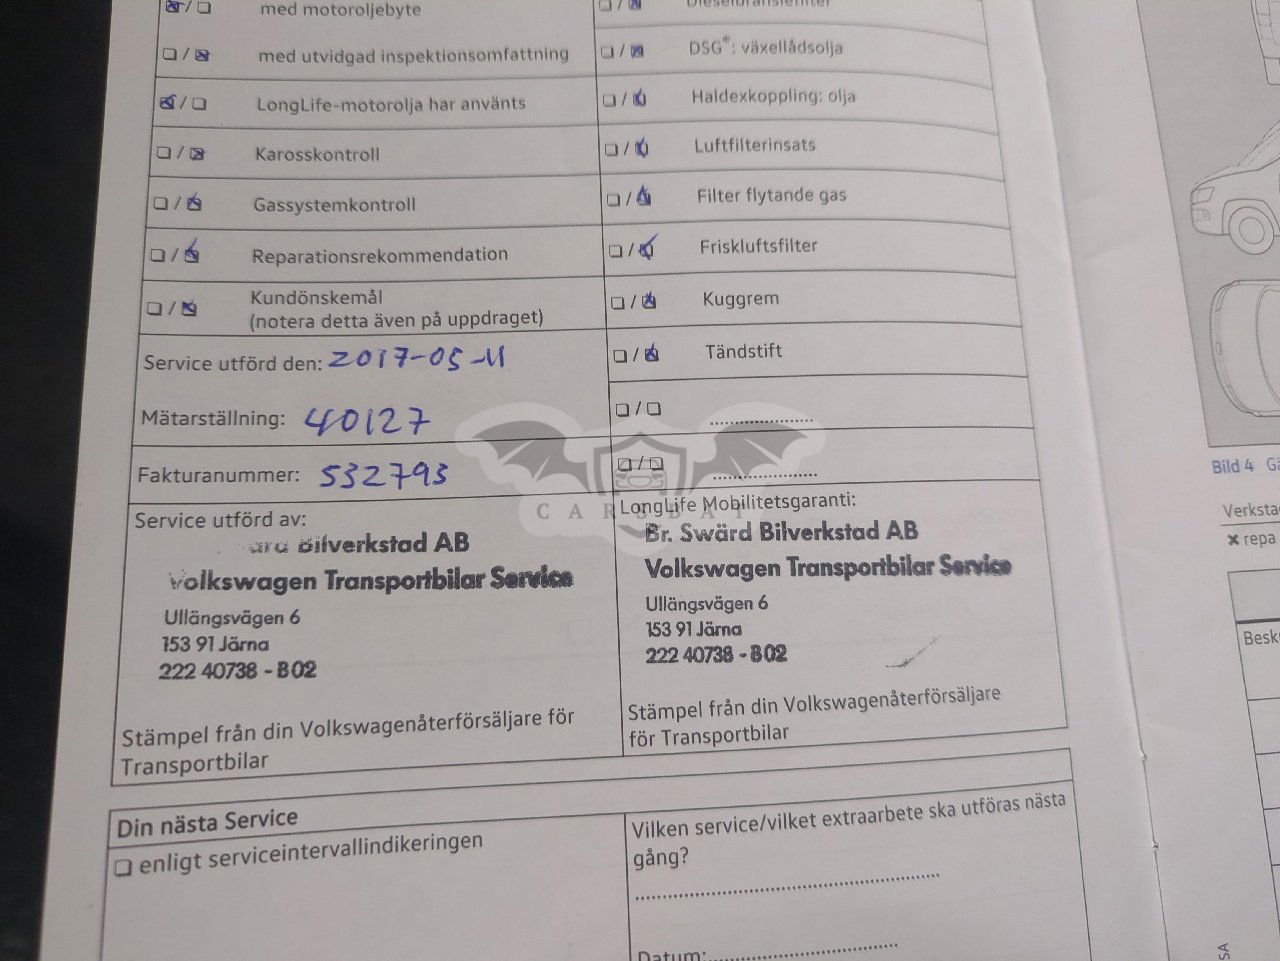 ☒ / ☐ med motoroljebyte
☐ / ☒ med utvidgad inspektionsomfattning
☒ / ☐ LongLife-motorolja har använts
☐ / ☒ Karosskontroll
☐ / ☒ Gassystemkontroll
☐ / ☒ Reparationsrekommendation
☐ / ☒ Kundönskemål
(notera detta även på uppdraget)
Service utförd den: 2017-05-11
Mätarställning: 40127
Fakturanummer: 532793
Service utförd av:
Bilverkstad AB
Volkswagen Transportbilar Service
Ullängsvägen 6
153 91 Järna
222 40738 - B02
Stämpel från din Volkswagenåterförsäljare för
Transportbilar
☐ / ☒ Dieselbränslefilter
☐ / ☒ DSG®: växellådsolja
☐ / ☒ Haldexkoppling: olja
☐ / ☒ Luftfilterinsats
☐ / ☒ Filter flytande gas
☐ / ☒ Friskluftsfilter
☐ / ☒ Kuggrem
☐ / ☒ Tändstift
☐ / ☐ ....................
☐ / ☐ ....................
LongLife Mobilitetsgaranti:
Br. Swärd Bilverkstad AB
Volkswagen Transportbilar Service
Ullängsvägen 6
153 91 Järna
222 40738 - B02
Stämpel från din Volkswagenåterförsäljare
för Transportbilar
CARSBAT
Din nästa Service
☐ enligt serviceintervallindikeringen
Vilken service/vilket extraarbete ska utföras nästa
gång?
Datum:
Bild 4
Verksta
✖ repa
Besk
SA